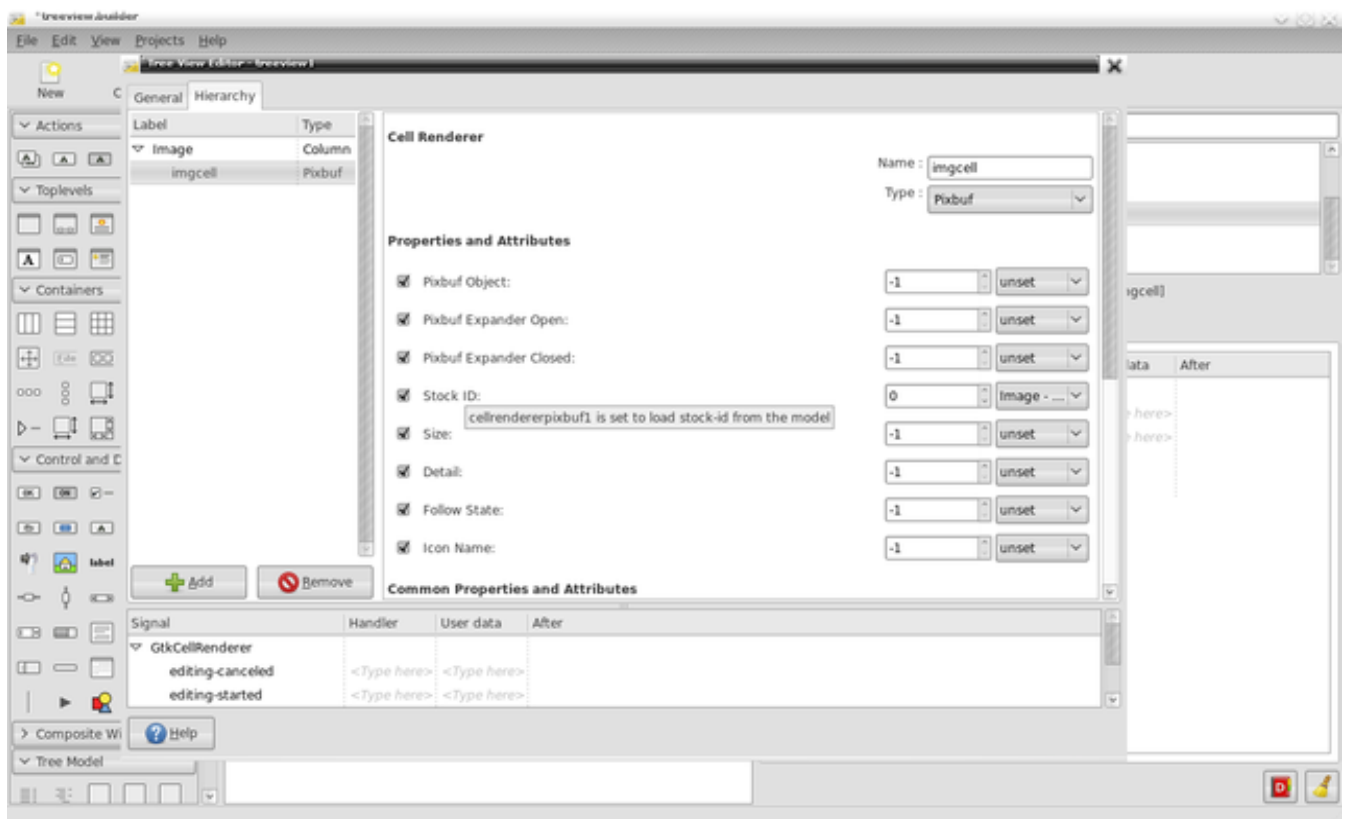 *treeview.builder
File Edit View Projects Help
Tree View Editor - treeview1
New
General Hierarchy
Actions
Label Type
Image Column
imgcell Pixbuf
Cell Renderer
Name : imgcell
Type : Pixbuf
Toplevels
Properties and Attributes
Pixbuf Object: -1 unset
Containers
Pixbuf Expander Open: -1 unset
Pixbuf Expander Closed: -1 unset
After
Stock ID: 0 Image - ...
cellrendererpixbuf1 is set to load stock-id from the model
Size: -1 unset
Control and D
Detail: -1 unset
Follow State: -1 unset
Icon Name: -1 unset
label
Add Remove
Common Properties and Attributes
Signal Handler User data After
GtkCellRenderer
editing-canceled <Type here> <Type here>
editing-started <Type here> <Type here>
Composite Wi
Help
Tree Model